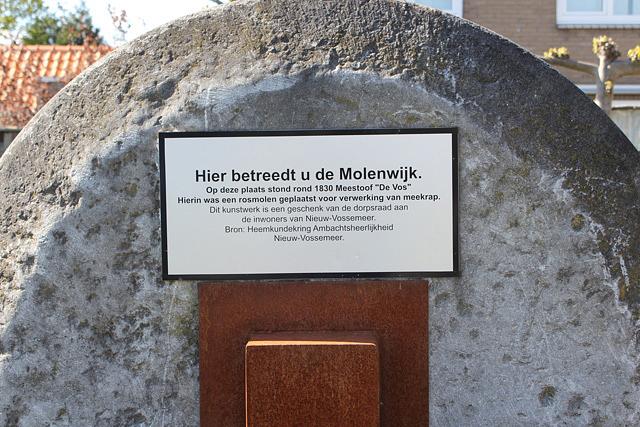 Hier betreedt u de Molenwijk.
Op deze plaats stond rond 1830 Meestoof "De Vos"
Hierin was een rosmolen geplaatst voor verwerking van meekrap.
Dit kunstwerk is een geschenk van de dorpsraad aan
de inwoners van Nieuw-Vossemeer.
Bron: Heemkundekring Ambachtsheerlijkheid
Nieuw-Vossemeer.